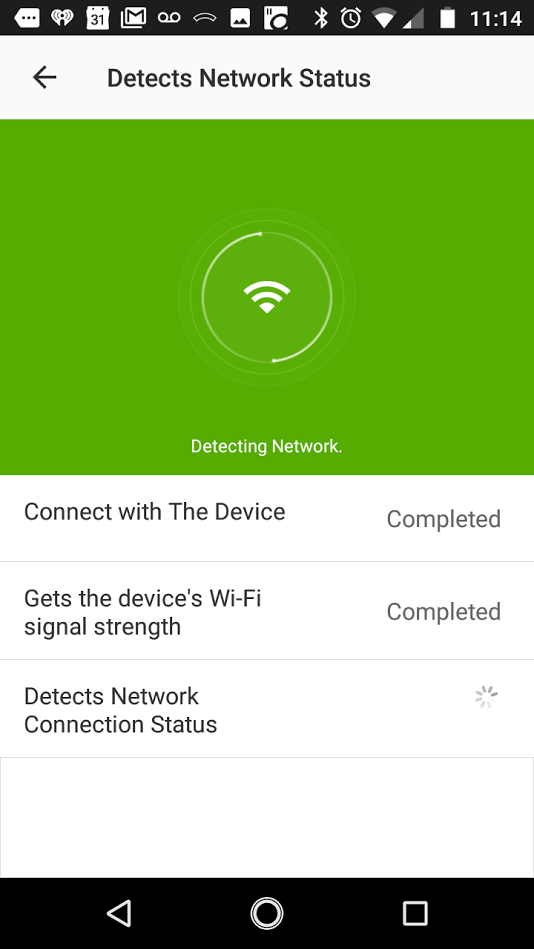 31 11:14
Detects Network Status
Detecting Network.
Connect with The Device
Completed
Gets the device's Wi-Fi
signal strength
Completed
Detects Network
Connection Status